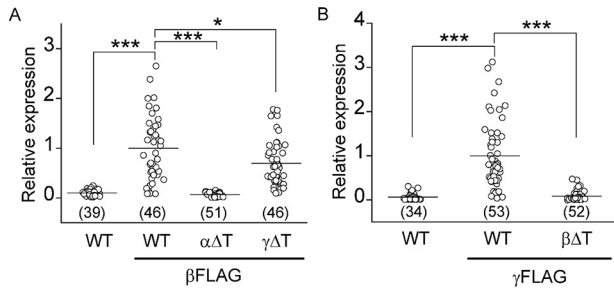 A
B
Relative expression
3
2
1
0
***
***
*
(39) (46) (51) (46)
WT WT αΔT γΔT
βFLAG
Relative expression
4
3
2
1
0
***
***
(34) (53) (52)
WT WT βΔT
γFLAG